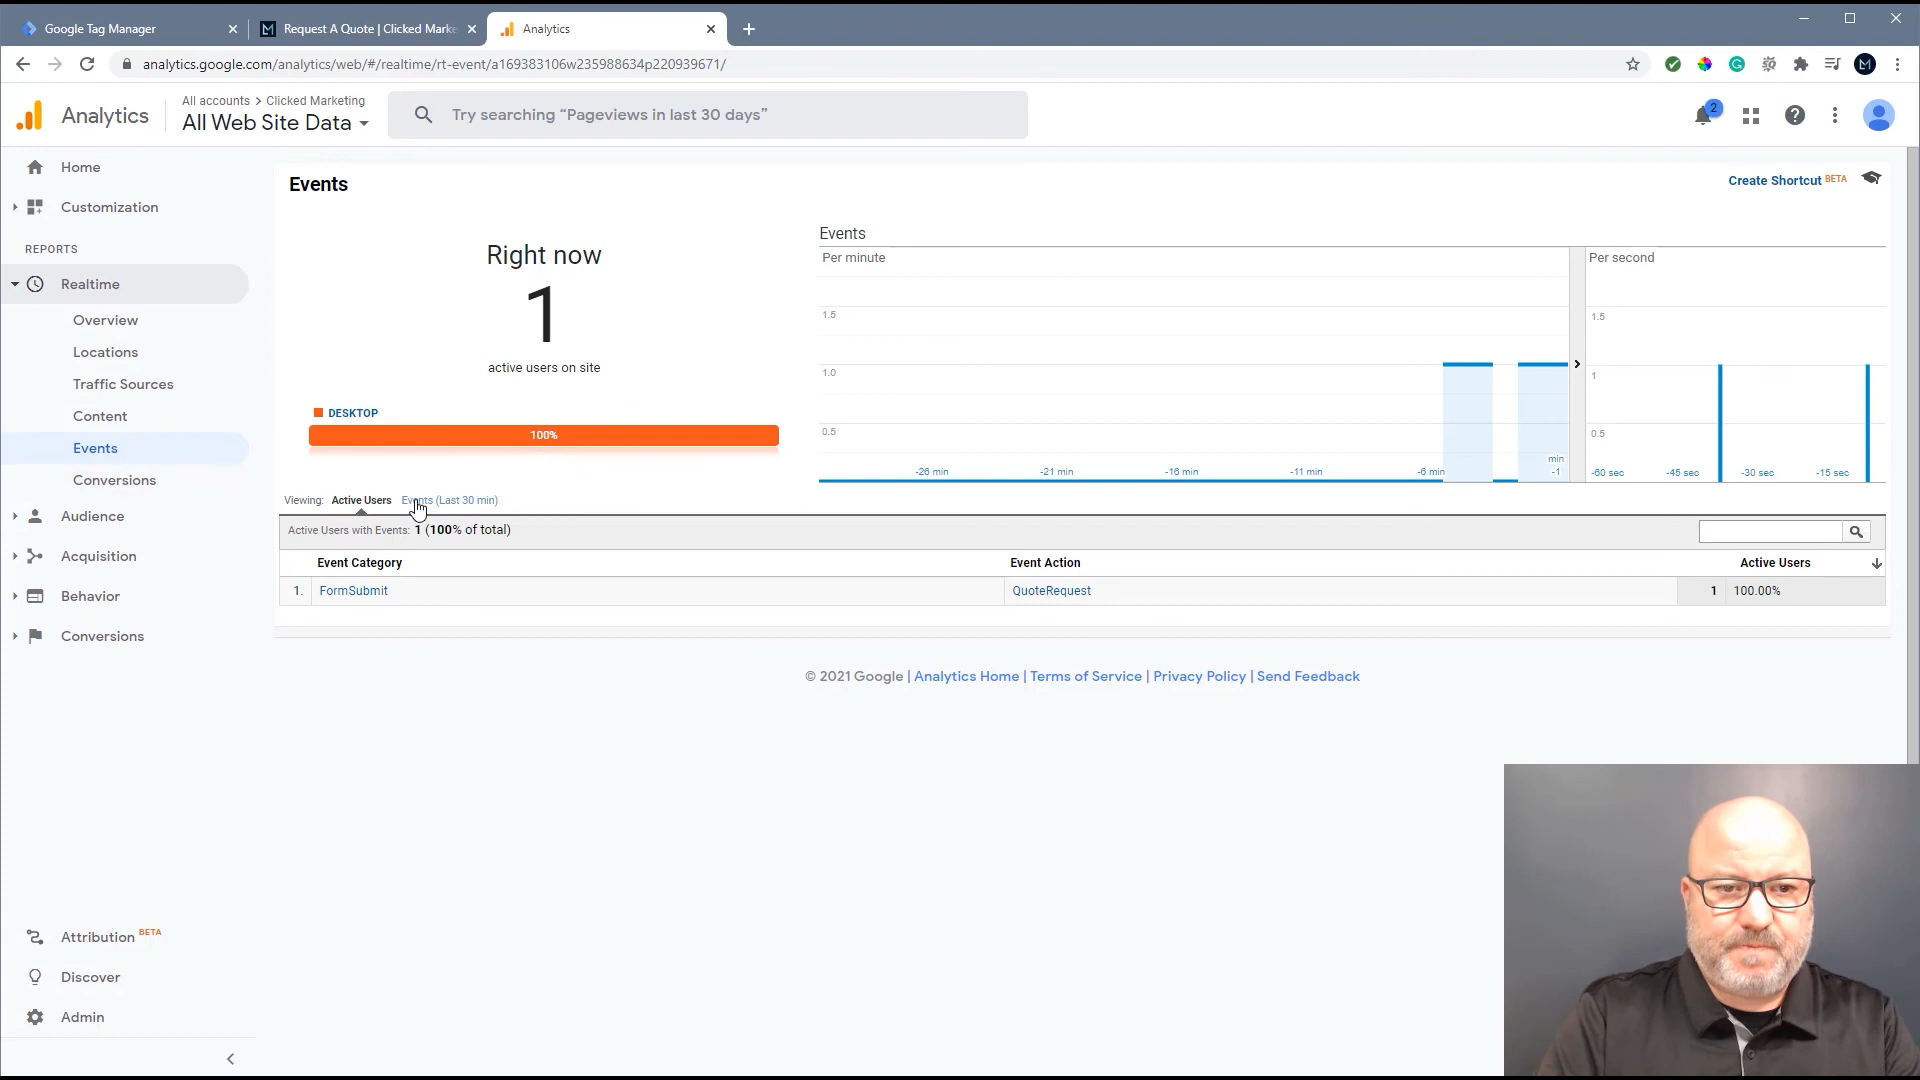 Google Tag Manager
Request A Quote | Clicked Marke
Analytics
analytics.google.com/analytics/web/#/realtime/rt-event/a169383106w235988634p220939671/
Analytics
All accounts > Clicked Marketing
All Web Site Data
Try searching “Pageviews in last 30 days”
2
Home
Customization
REPORTS
Realtime
Overview
Locations
Traffic Sources
Content
Events
Conversions
Audience
Acquisition
Behavior
Conversions
Attribution BETA
Discover
Admin
Events
Create Shortcut BETA
Right now
1
active users on site
DESKTOP
100%
Events
Per minute
1.5
1.0
0.5
-26 min
-21 min
-16 min
-11 min
-6 min
min
-1
Per second
1.5
1
0.5
-60 sec
-45 sec
-30 sec
-15 sec
Viewing: Active Users Events (Last 30 min)
Active Users with Events: 1 (100% of total)
Event Category Event Action Active Users
1. FormSubmit QuoteRequest 1 100.00%
© 2021 Google | Analytics Home | Terms of Service | Privacy Policy | Send Feedback